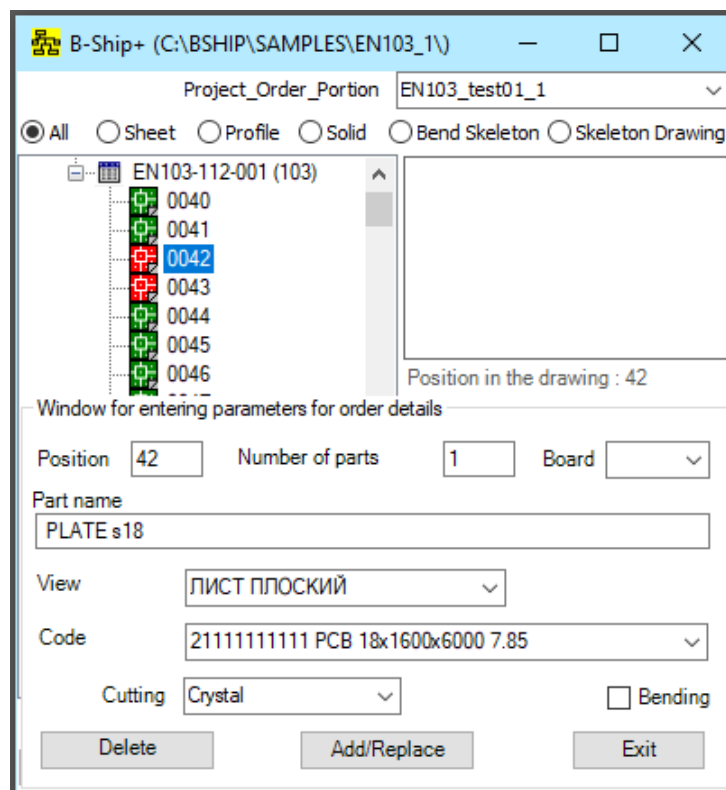 B-Ship+ (C:\BSHIP\SAMPLES\EN103_1\)
Project_Order_Portion EN103_test01_1
All Sheet Profile Solid Bend Skeleton Skeleton Drawing
EN103-112-001 (103)
0040
0041
0042
0043
0044
0045
0046
Position in the drawing : 42
Window for entering parameters for order details
Position 42 Number of parts 1 Board
Part name
PLATE s18
View ЛИСТ ПЛОСКИЙ
Code 21111111111 PCB 18x1600x6000 7.85
Cutting Crystal Bending
Delete Add/Replace Exit